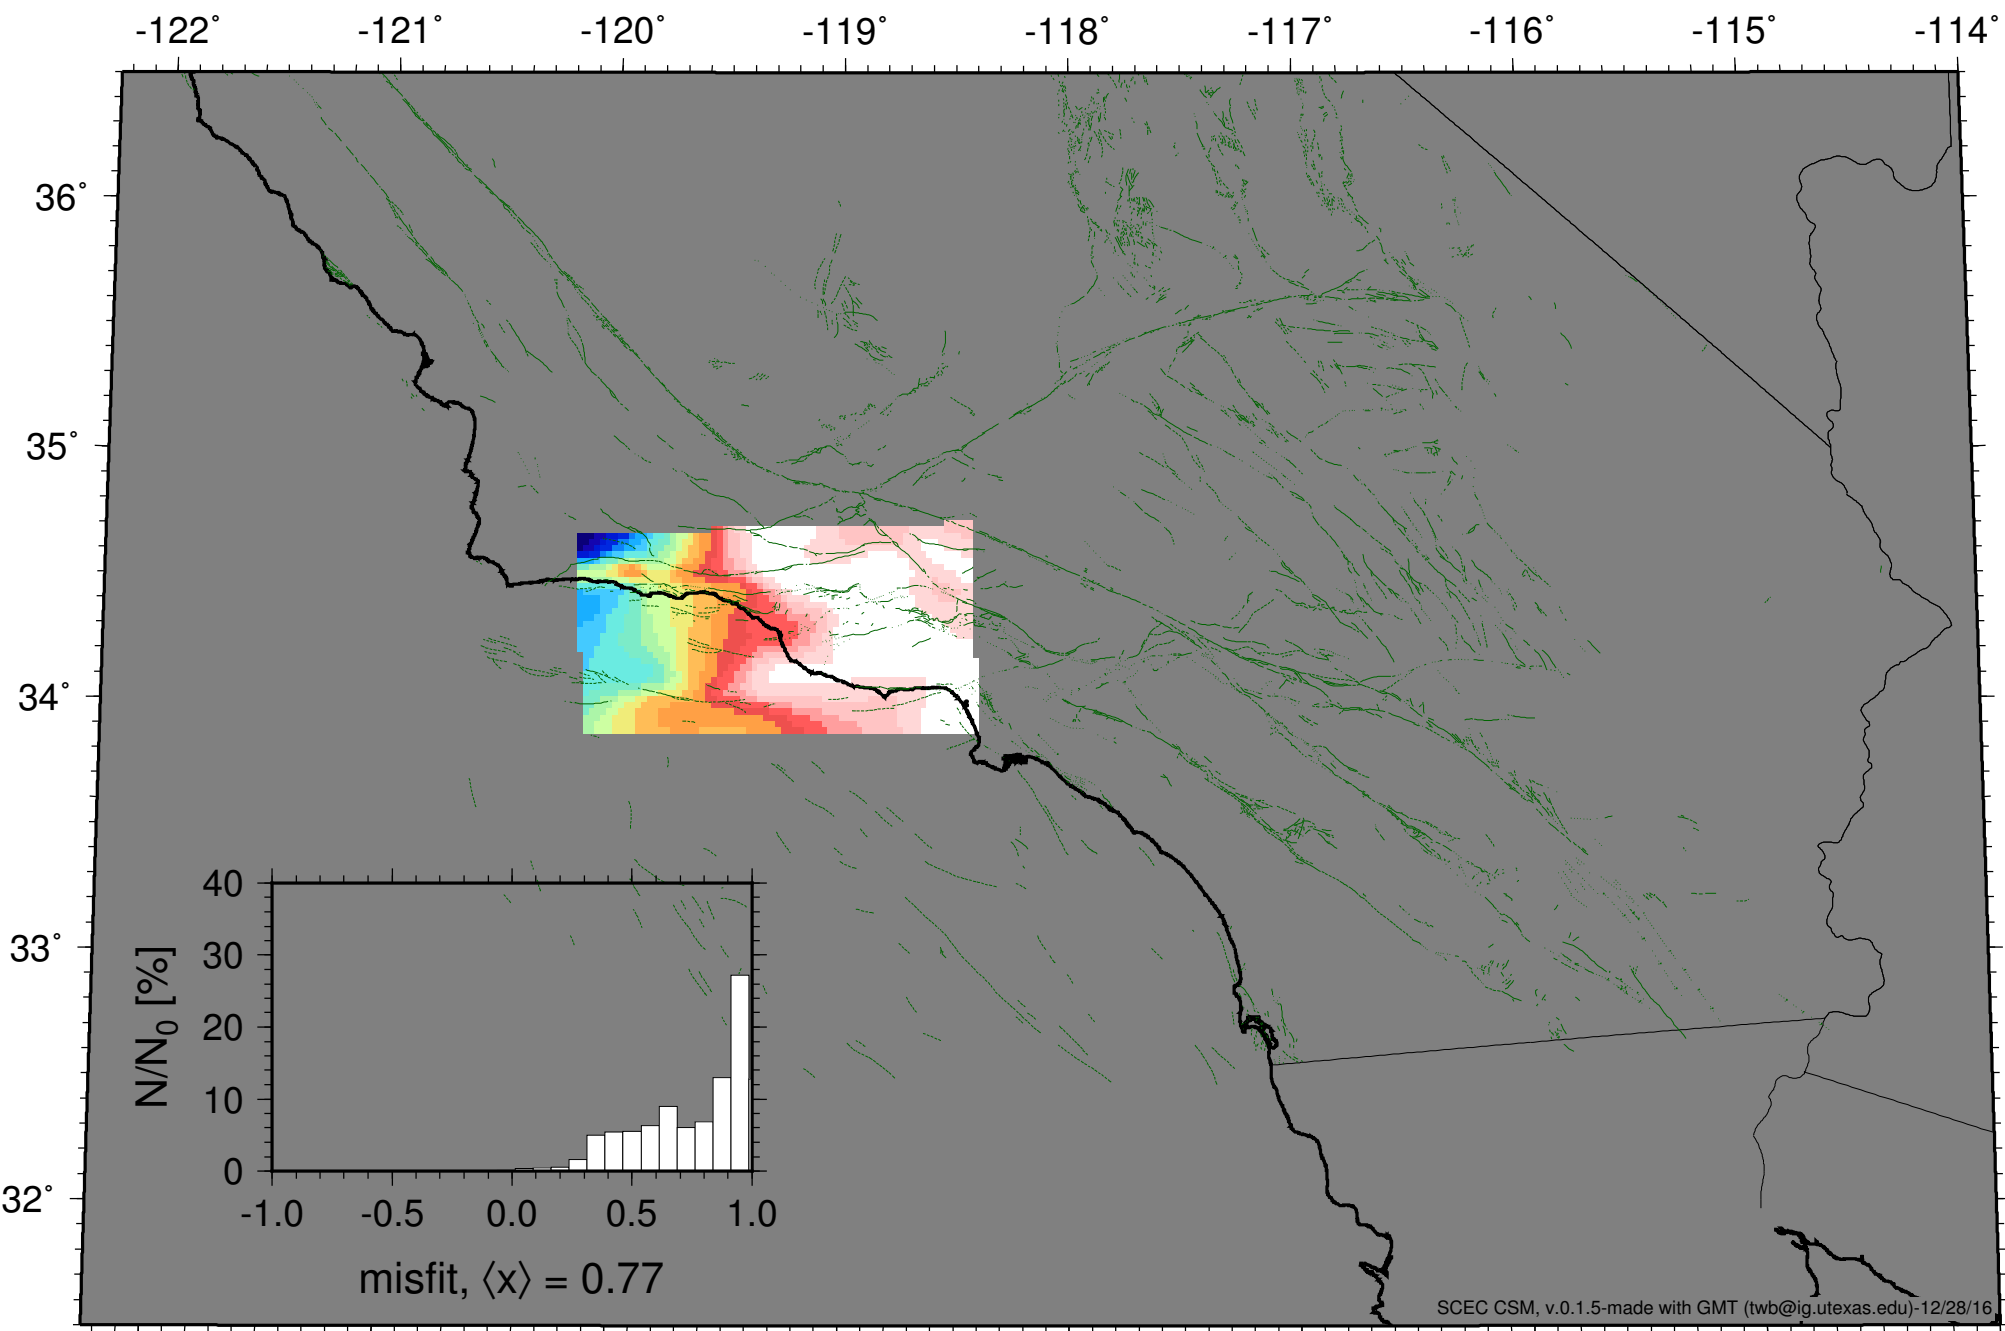 -122˚ -121˚ -120˚ -119˚ -118˚ -117˚ -116˚ -115˚ -114˚
36˚
35˚
34˚
33˚
32˚
40
30
20
10
0
N/N0 [%]
-1.0 -0.5 0.0 0.5 1.0
misfit, ⟨x⟩ = 0.77
SCEC CSM, v.0.1.5-made with GMT (twb@ig.utexas.edu)-12/28/16